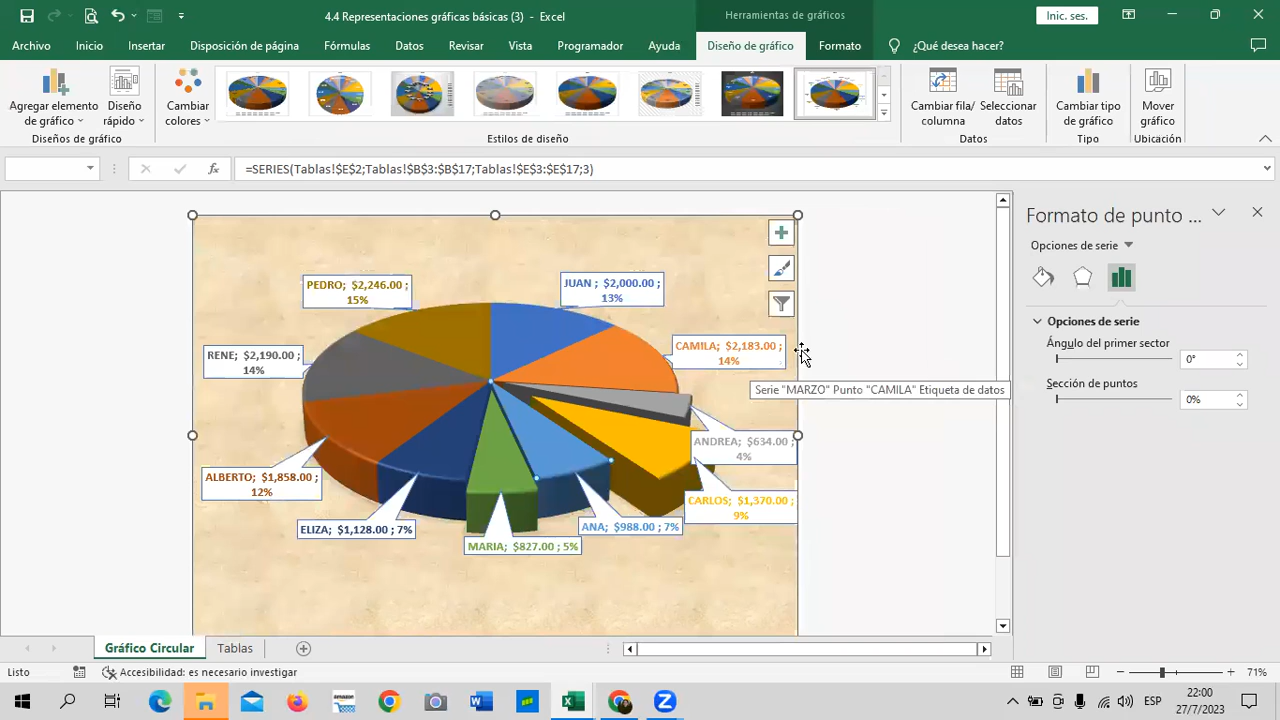 4.4 Representaciones gráficas básicas (3) - Excel
Herramientas de gráficos
Inic. ses.
Archivo
Inicio
Insertar
Disposición de página
Fórmulas
Datos
Revisar
Vista
Programador
Ayuda
Diseño de gráfico
Formato
¿Qué desea hacer?
Agregar elemento
de gráfico
Diseño
rápido
Cambiar
colores
Cambiar fila/
columna
Seleccionar
datos
Cambiar tipo
de gráfico
Mover
gráfico
Diseños de gráfico
Estilos de diseño
Datos
Tipo
Ubicación
fx
=SERIES(Tablas!$E$2;Tablas!$B$3:$B$17;Tablas!$E$3:$E$17;3)
Formato de punto ...
Opciones de serie
Opciones de serie
Ángulo del primer sector
0°
Sección de puntos
0%
PEDRO; $2,246.00 ;
15%
JUAN ; $2,000.00 ;
13%
RENE; $2,190.00 ;
14%
CAMILA; $2,183.00 ;
14%
Serie "MARZO" Punto "CAMILA" Etiqueta de datos
ANDREA; $634.00 ;
4%
ALBERTO; $1,858.00 ;
12%
CARLOS; $1,370.00 ;
9%
ELIZA; $1,128.00 ; 7%
ANA; $988.00 ; 7%
MARIA; $827.00 ; 5%
Gráfico Circular
Tablas
Listo
Accesibilidad: es necesario investigar
71%
amazon
ESP
22:00
27/7/2023